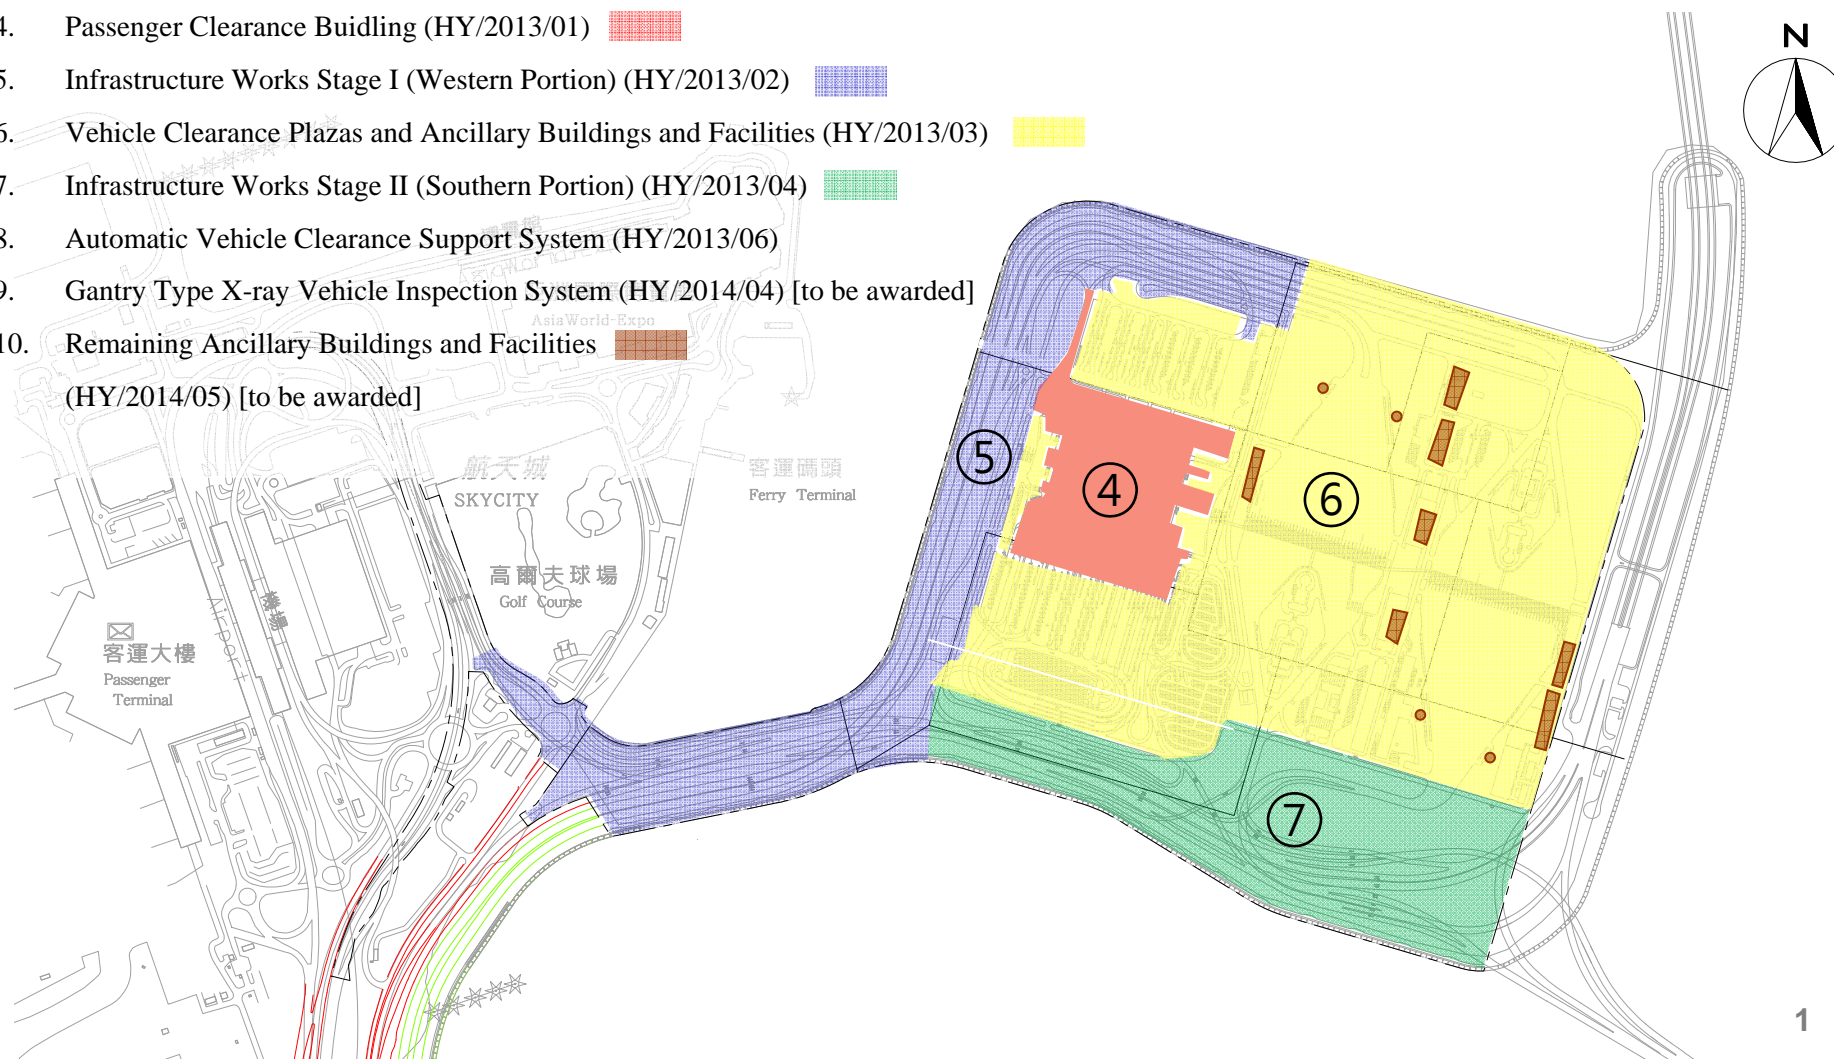 4. Passenger Clearance Buidling (HY/2013/01)
5. Infrastructure Works Stage I (Western Portion) (HY/2013/02)
6. Vehicle Clearance Plazas and Ancillary Buildings and Facilities (HY/2013/03)
7. Infrastructure Works Stage II (Southern Portion) (HY/2013/04)
8. Automatic Vehicle Clearance Support System (HY/2013/06)
9. Gantry Type X-ray Vehicle Inspection System (HY/2014/04) [to be awarded]
10. Remaining Ancillary Buildings and Facilities
(HY/2014/05) [to be awarded]
N
AsiaWorld-Expo
航天城
SKYCITY
客運碼頭
Ferry Terminal
高爾夫球場
Golf Course
客運大樓
Passenger
Terminal
Airport
⑤
④
⑥
⑦
1